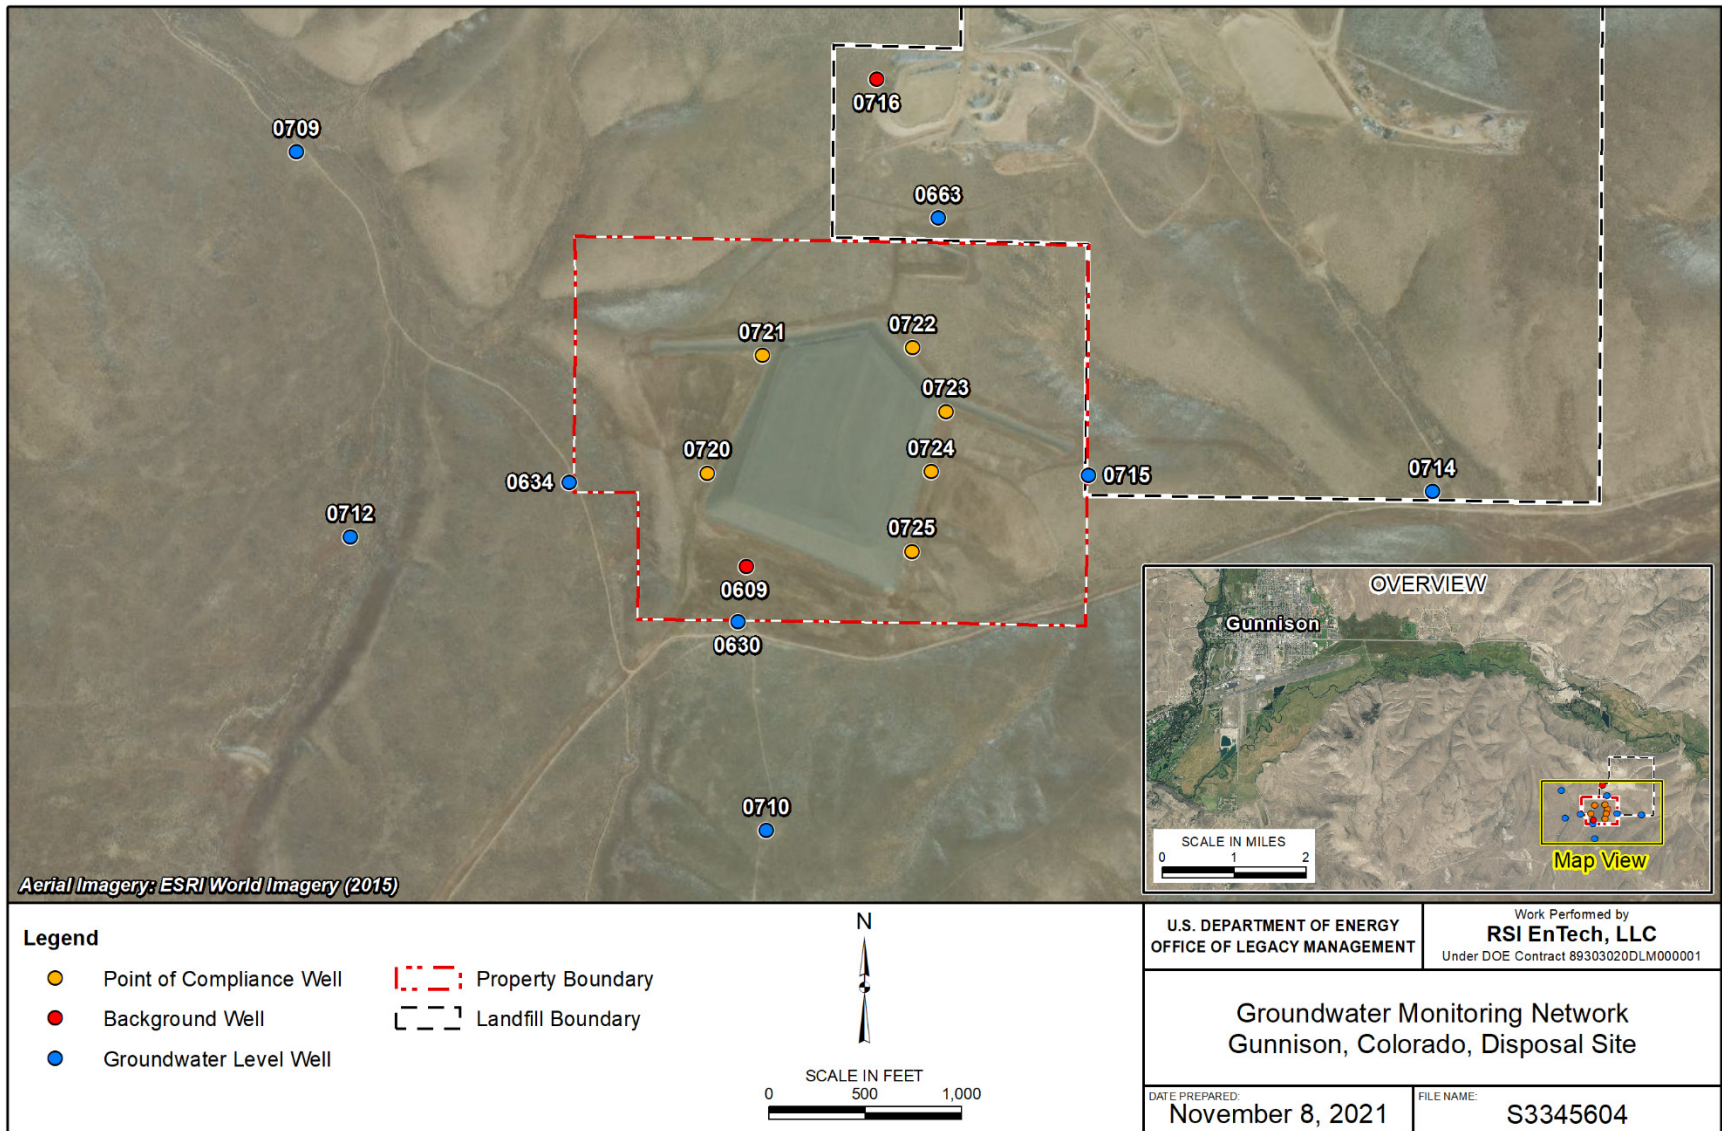 0716
0709
0663
0722
0721
0723
0720
0724
0634
0715
0714
0712
0725
0609
0630
0710
OVERVIEW
Gunnison
SCALE IN MILES
0 1 2
Map View
Aerial Imagery: ESRI World Imagery (2015)
Legend
Point of Compliance Well
Background Well
Groundwater Level Well
Property Boundary
Landfill Boundary
N
SCALE IN FEET
0 500 1,000
U.S. DEPARTMENT OF ENERGY
OFFICE OF LEGACY MANAGEMENT
Work Performed by
RSI EnTech, LLC
Under DOE Contract 89303020DLM000001
Groundwater Monitoring Network
Gunnison, Colorado, Disposal Site
DATE PREPARED:
November 8, 2021
FILE NAME:
S3345604